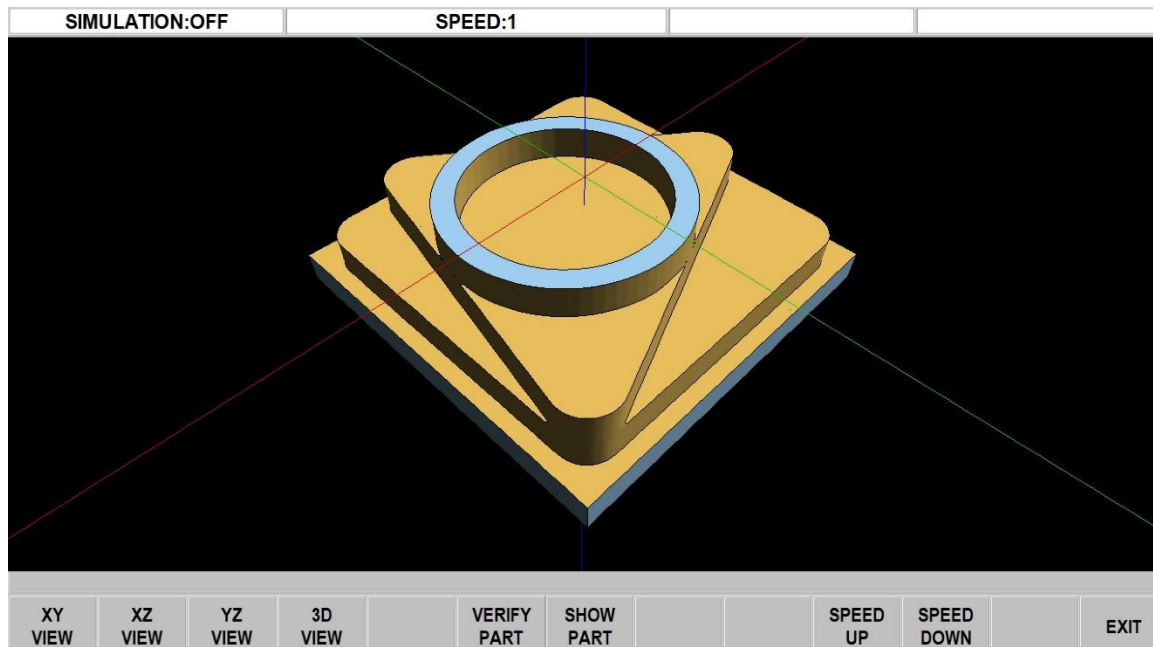 SIMULATION:OFF
SPEED:1
XY VIEW
XZ VIEW
YZ VIEW
3D VIEW
VERIFY PART
SHOW PART
SPEED UP
SPEED DOWN
EXIT